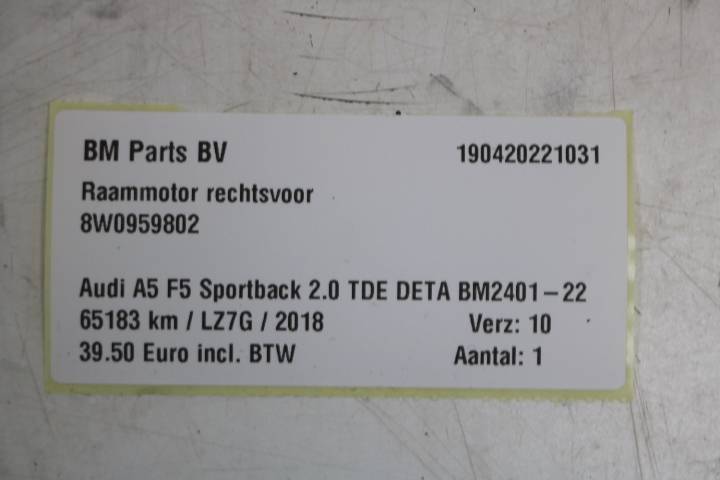 BM Parts BV 190420221031
Raammotor rechtsvoor
8W0959802
Audi A5 F5 Sportback 2.0 TDE DETA BM2401-22
65183 km / LZ7G / 2018 Verz: 10
39.50 Euro incl. BTW Aantal: 1